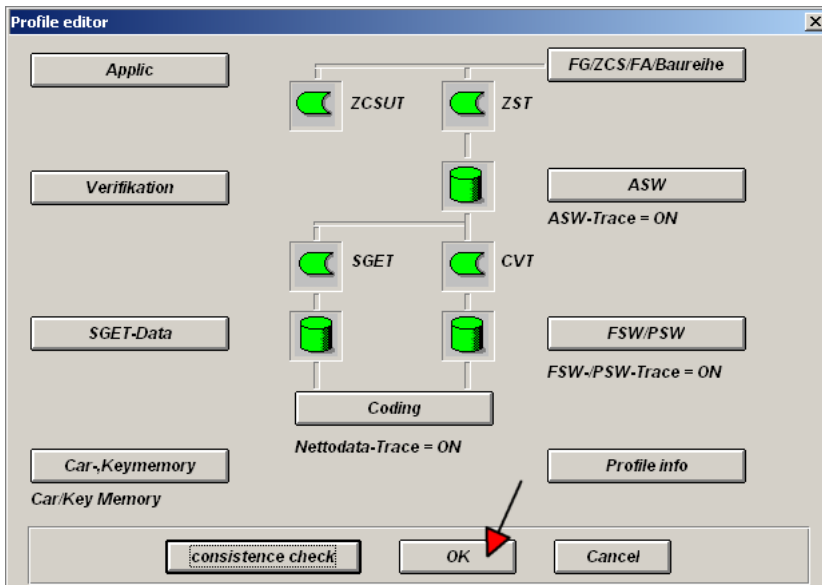 Profile editor
Applic
FG/ZCS/FA/Baureihe
ZCSUT
ZST
Verifikation
ASW
ASW-Trace = ON
SGET
CVT
SGET-Data
FSW/PSW
FSW-/PSW-Trace = ON
Coding
Nettodata-Trace = ON
Car-,Keymemory
Profile info
Car/Key Memory
consistence check
OK
Cancel